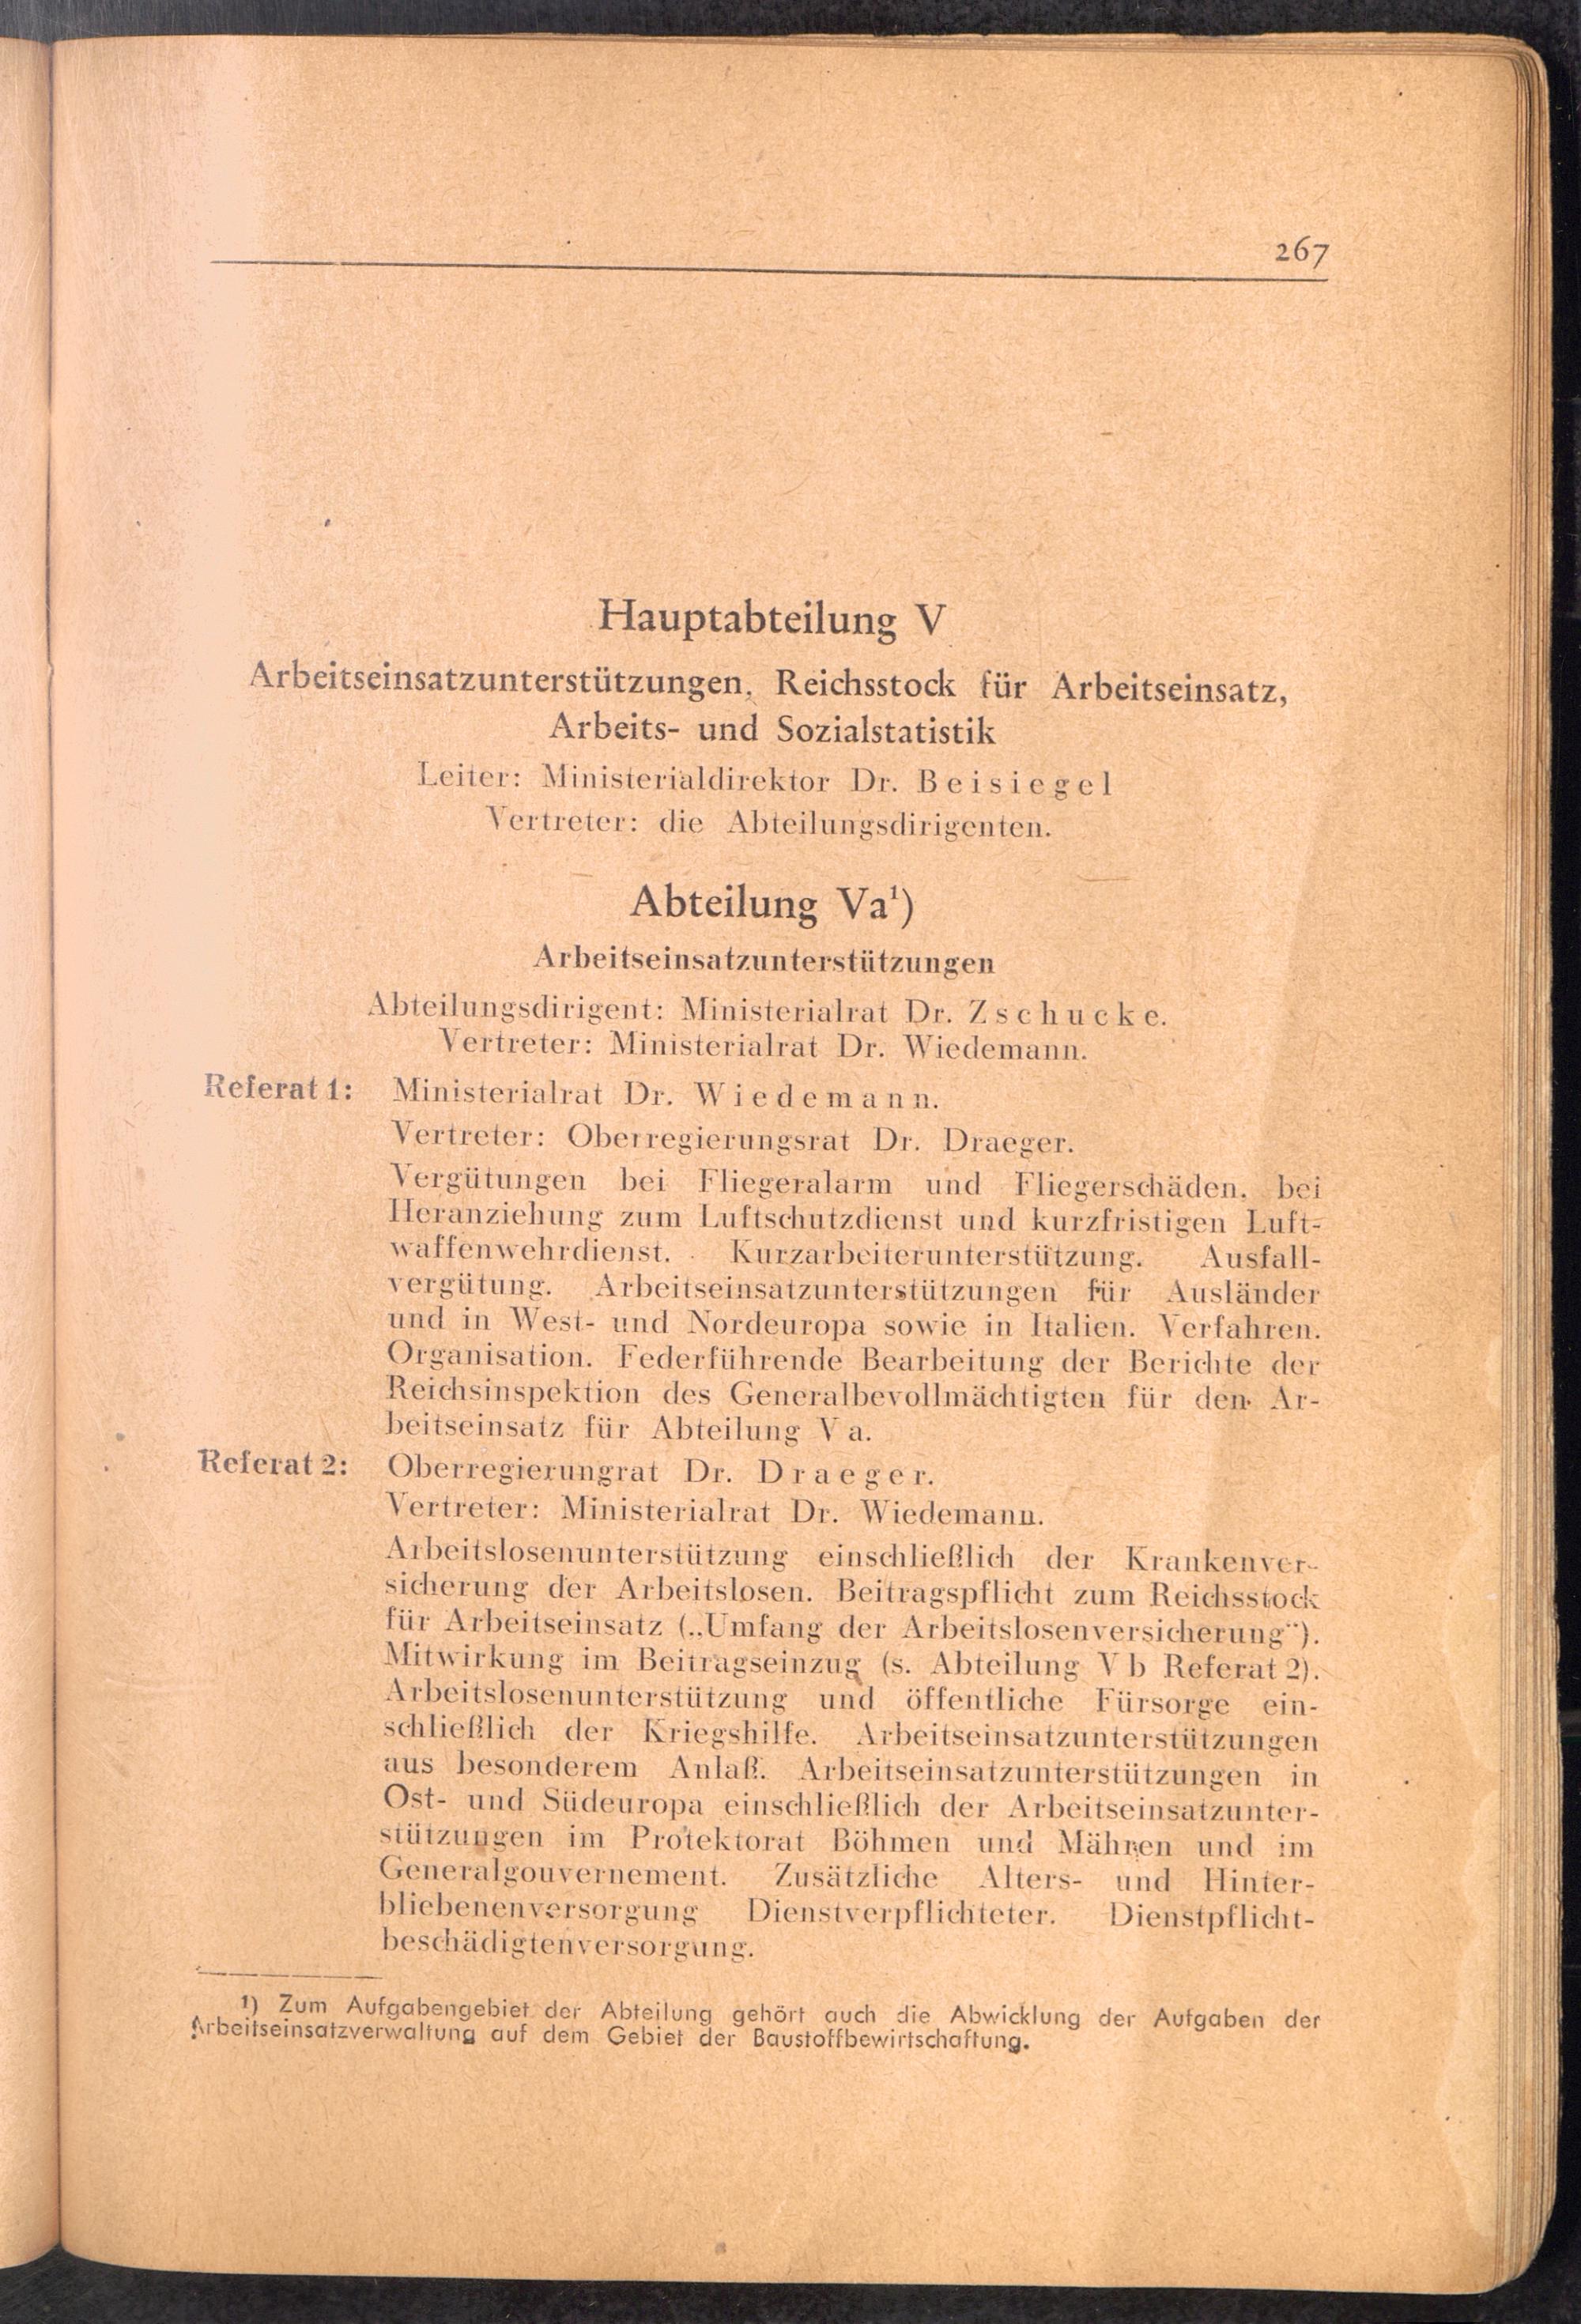 267
Hauptabteilung V
Arbeitseinsatzunterstützungen, Reichsstock für Arbeitseinsatz,
Arbeits- und Sozialstatistik
Leiter: Ministerialdirektor Dr. Beisiegel
Vertreter: die Abteilungsdirigenten.
Abteilung Va¹)
Arbeitseinsatzunterstützungen
Abteilungsdirigent: Ministerialrat Dr. Zschucke.
Vertreter: Ministerialrat Dr. Wiedemann.
Referat 1: Ministerialrat Dr. Wiedemann.
Vertreter: Oberregierungsrat Dr. Draeger.
Vergütungen bei Fliegeralarm und Fliegerschäden, bei
Heranziehung zum Luftschutzdienst und kurzfristigen Luft-
waffenwehrdienst. Kurzarbeiterunterstützung. Ausfall-
vergütung. Arbeitseinsatzunterstützungen für Ausländer
und in West- und Nordeuropa sowie in Italien. Verfahren.
Organisation. Federführende Bearbeitung der Berichte der
Reichsinspektion des Generalbevollmächtigten für den Ar-
beitseinsatz für Abteilung V a.
Referat 2: Oberregierungrat Dr. Draeger.
Vertreter: Ministerialrat Dr. Wiedemann.
Arbeitslosenunterstützung einschließlich der Krankenver-
sicherung der Arbeitslosen. Beitragspflicht zum Reichsstock
für Arbeitseinsatz („Umfang der Arbeitslosenversicherung“).
Mitwirkung im Beitragseinzug (s. Abteilung V b Referat 2).
Arbeitslosenunterstützung und öffentliche Fürsorge ein-
schließlich der Kriegshilfe. Arbeitseinsatzunterstützungen
aus besonderem Anlaß. Arbeitseinsatzunterstützungen in
Ost- und Südeuropa einschließlich der Arbeitseinsatzunter-
stützungen im Protektorat Böhmen und Mähren und im
Generalgouvernement. Zusätzliche Alters- und Hinter-
bliebenenversorgung Dienstverpflichteter. Dienstpflicht-
beschädigtenversorgung.
1) Zum Aufgabengebiet der Abteilung gehört auch die Abwicklung der Aufgaben der
Arbeitseinsatzverwaltung auf dem Gebiet der Baustoffbewirtschaftung.